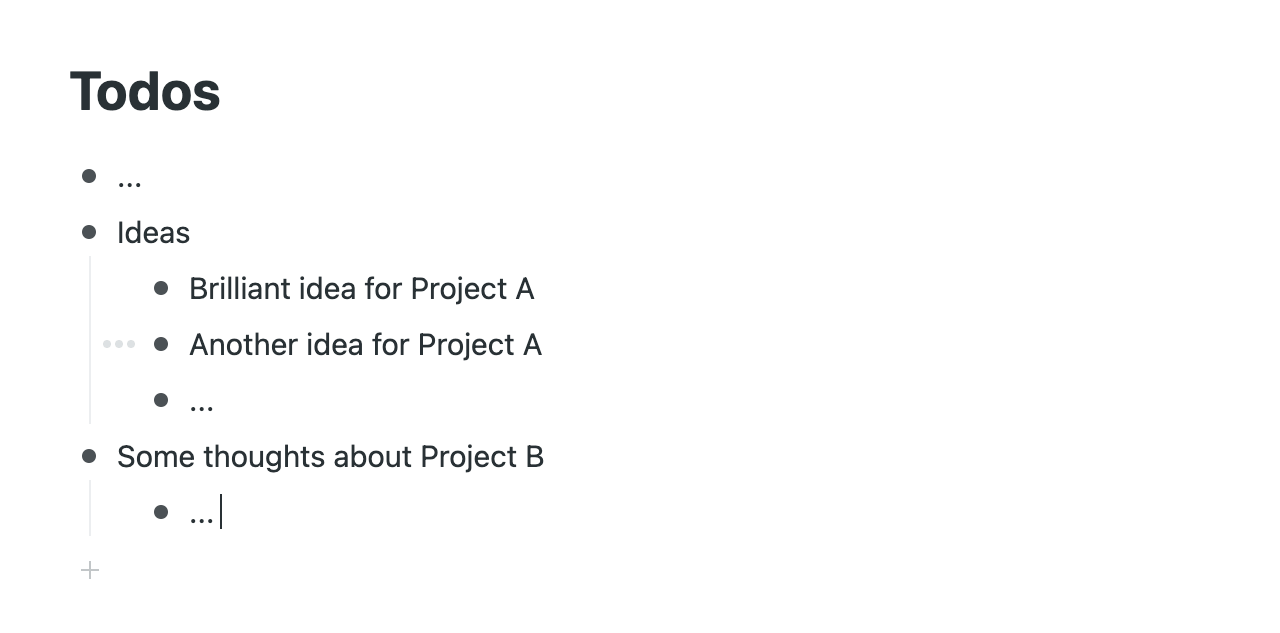 Todos
...
Ideas
Brilliant idea for Project A
Another idea for Project A
...
Some thoughts about Project B
...